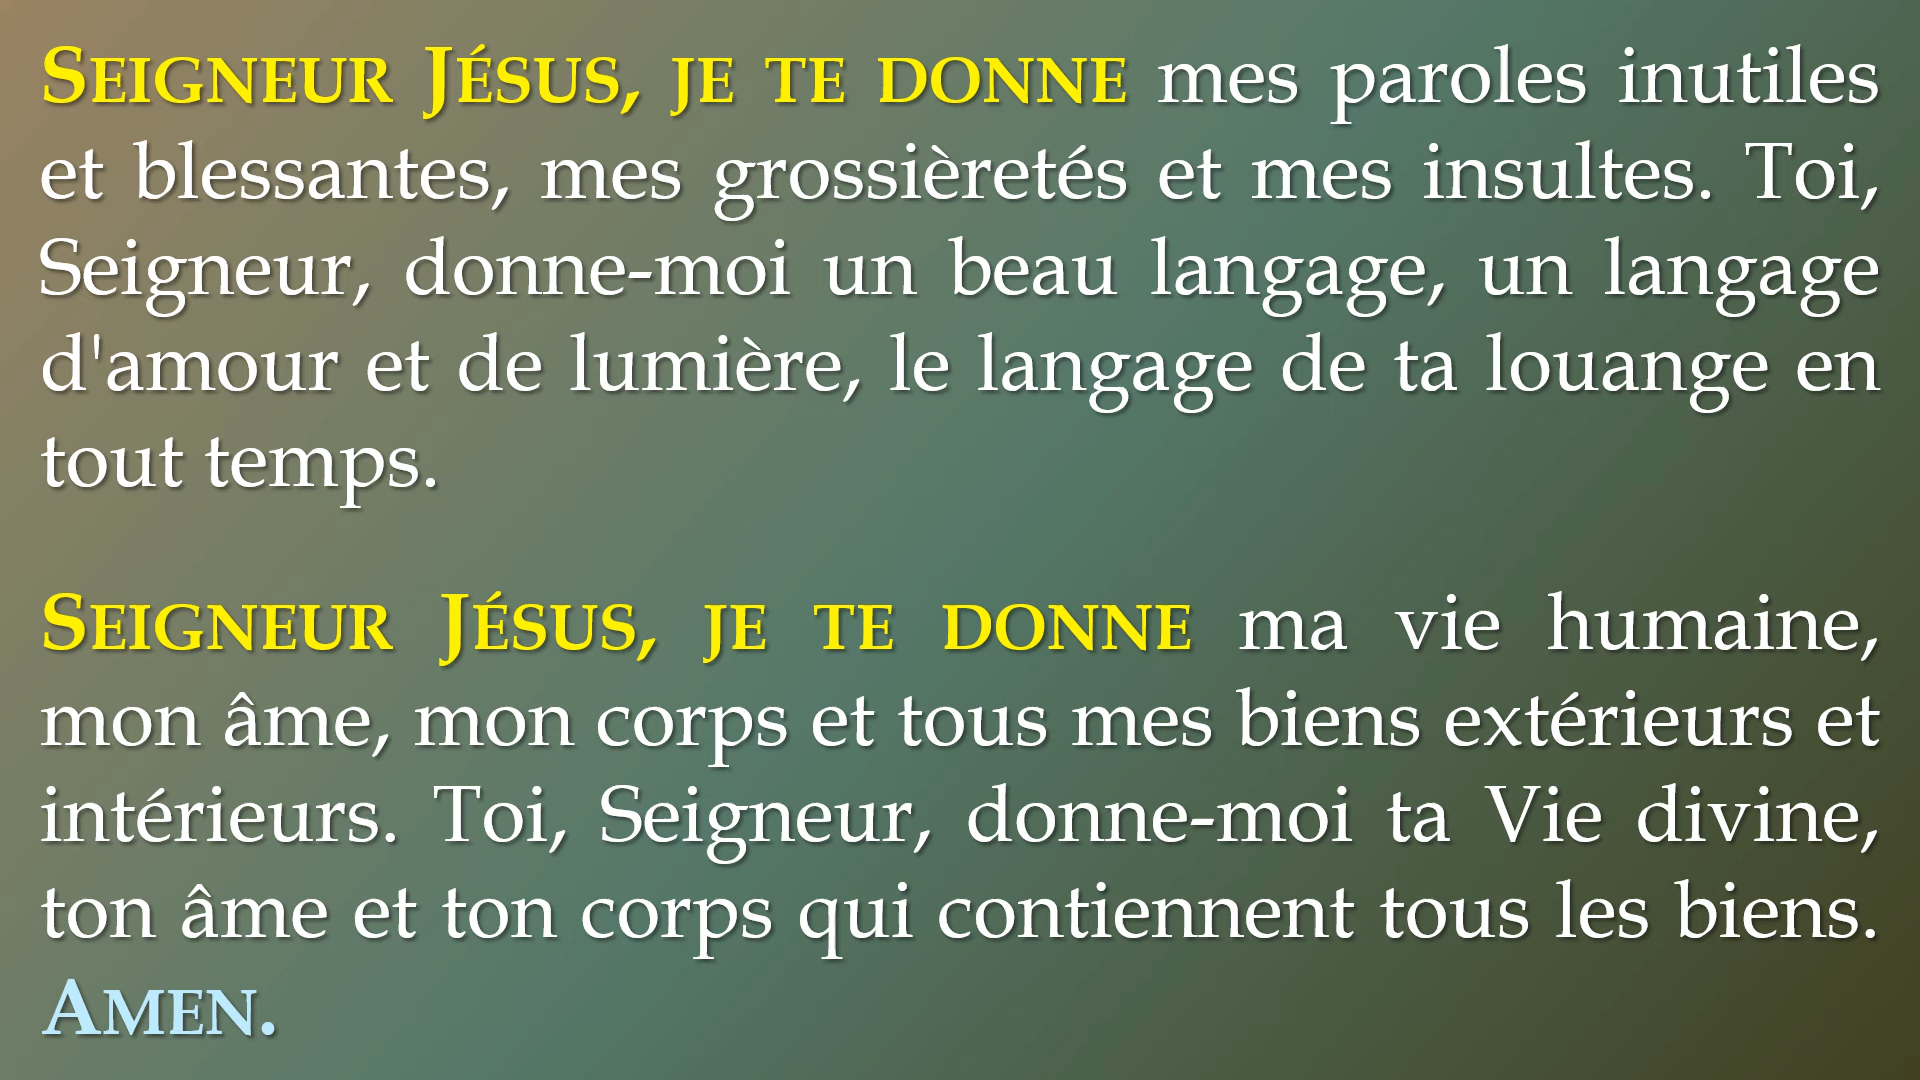 SEIGNEUR JÉSUS, JE TE DONNE mes paroles inutiles
et blessantes, mes grossièretés et mes insultes. Toi,
Seigneur, donne-moi un beau langage, un langage
d'amour et de lumière, le langage de ta louange en
tout temps.
SEIGNEUR JÉSUS, JE TE DONNE ma vie humaine,
mon âme, mon corps et tous mes biens extérieurs et
intérieurs. Toi, Seigneur, donne-moi ta Vie divine,
ton âme et ton corps qui contiennent tous les biens.
AMEN.